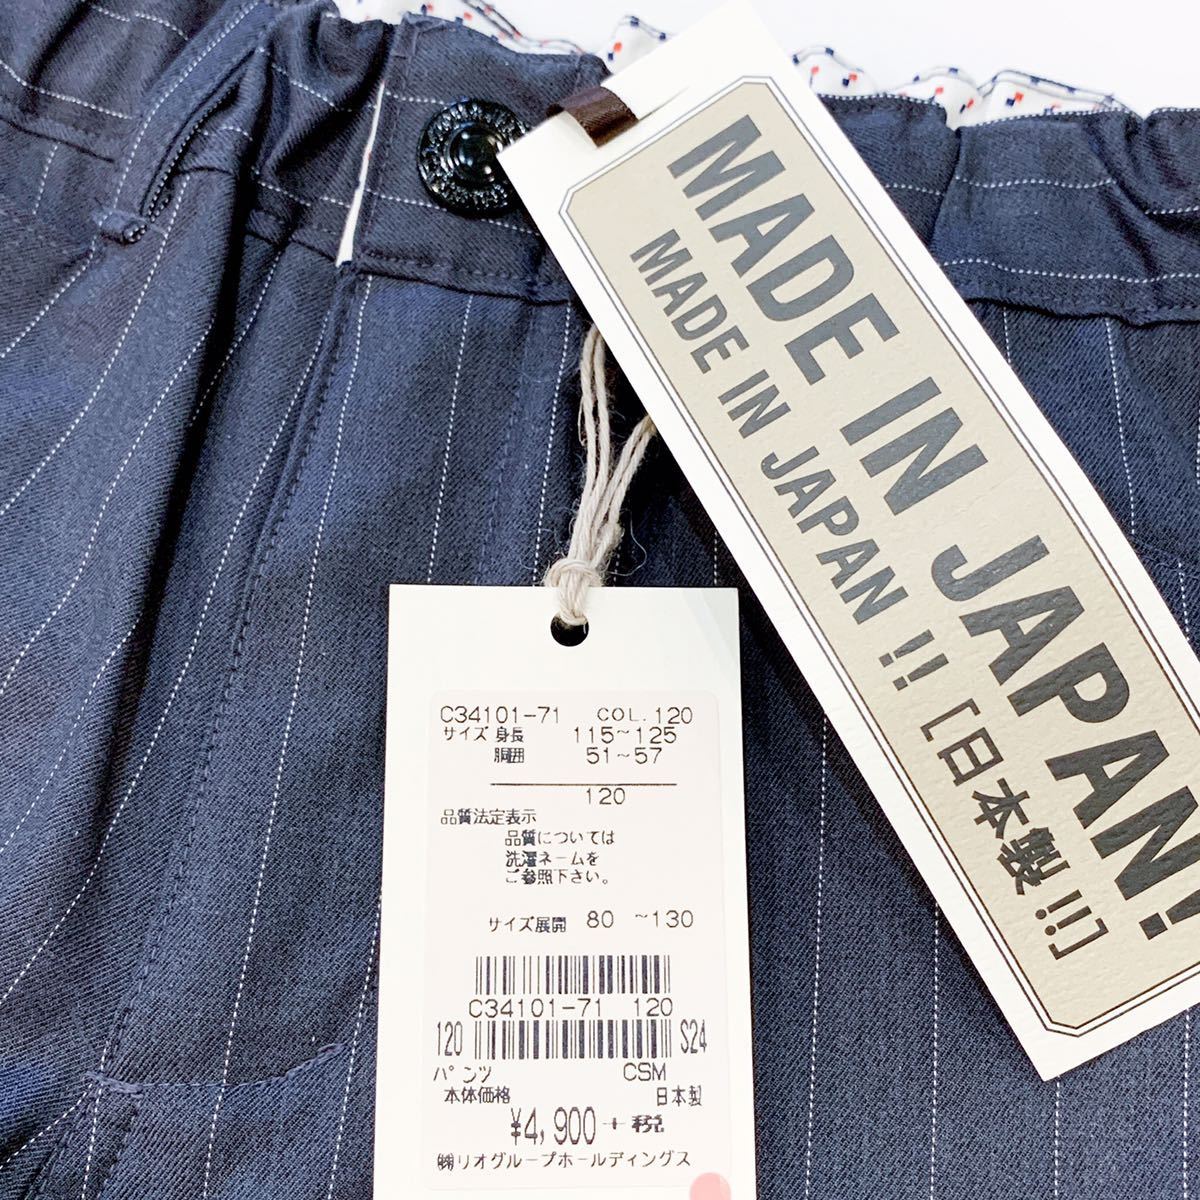 MADE IN JAPAN!
MADE IN JAPAN !! [日本製!!]
C34101-71 COL.120
サイズ 身長 115~125
胴囲 51~57
120
品質法定表示
品質については
洗濯ネームを
ご参照下さい。
サイズ展開 80 ~130
C34101-71 120
120 S24
パンツ CSM
本体価格 日本製
¥4,900+税
㈱リオグループホールディングス